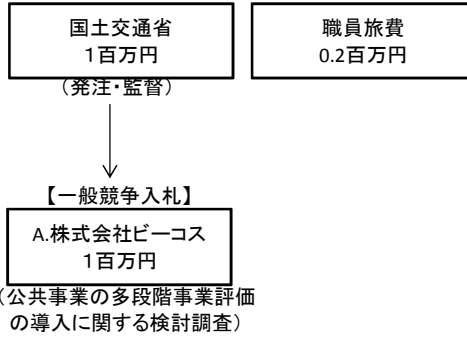 国土交通省
1百万円
職員旅費
0.2百万円
（発注・監督）
【一般競争入札】
A.株式会社ビーコス
1百万円
（公共事業の多段階事業評価
の導入に関する検討調査）